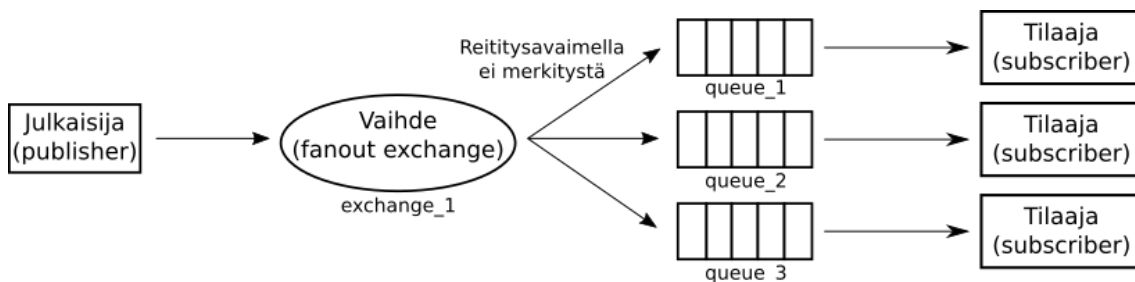 Julkaisija
(publisher)
Vaihde
(fanout exchange)
exchange_1
Reititysavaimella
ei merkitystä
queue_1
queue_2
queue_3
Tilaaja
(subscriber)
Tilaaja
(subscriber)
Tilaaja
(subscriber)